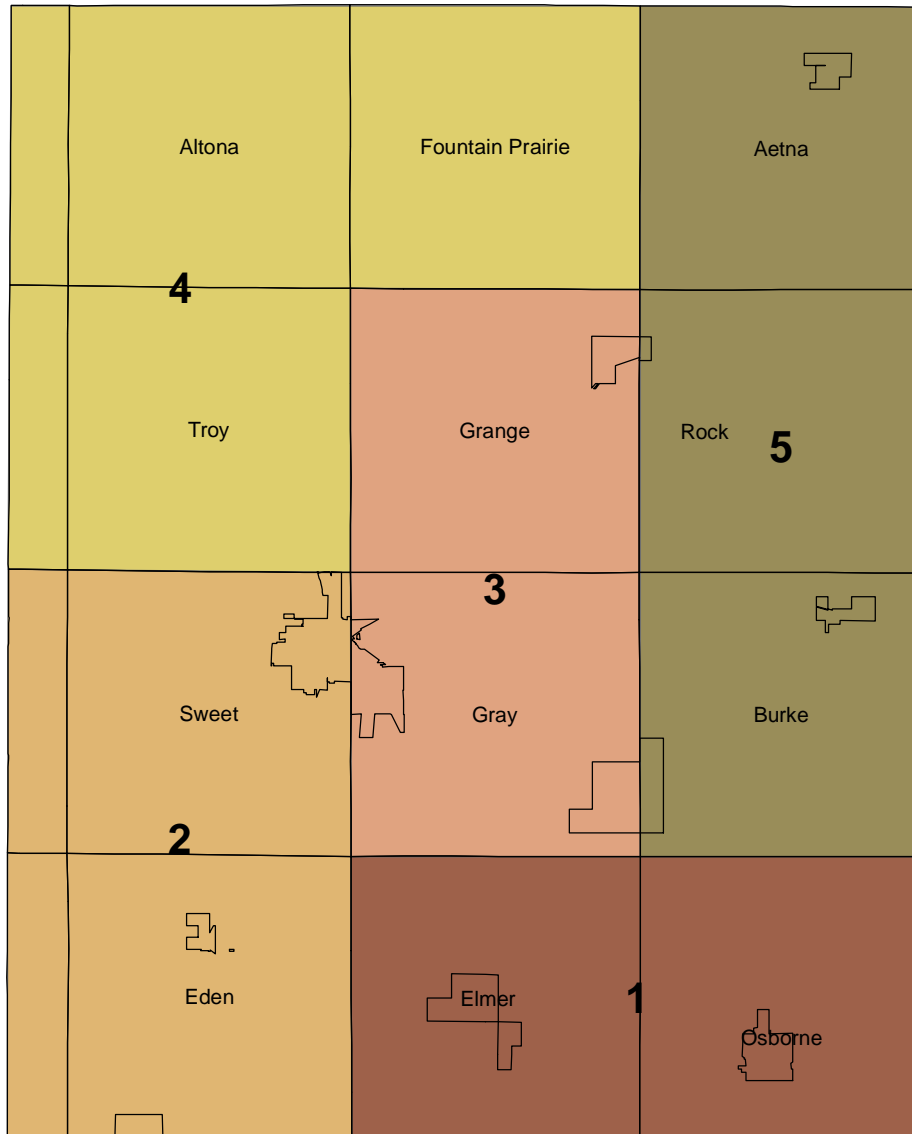 Altona
Fountain Prairie
Aetna
4
Troy
Grange
Rock
5
3
Sweet
Gray
Burke
2
Eden
Elmer
1
Osborne